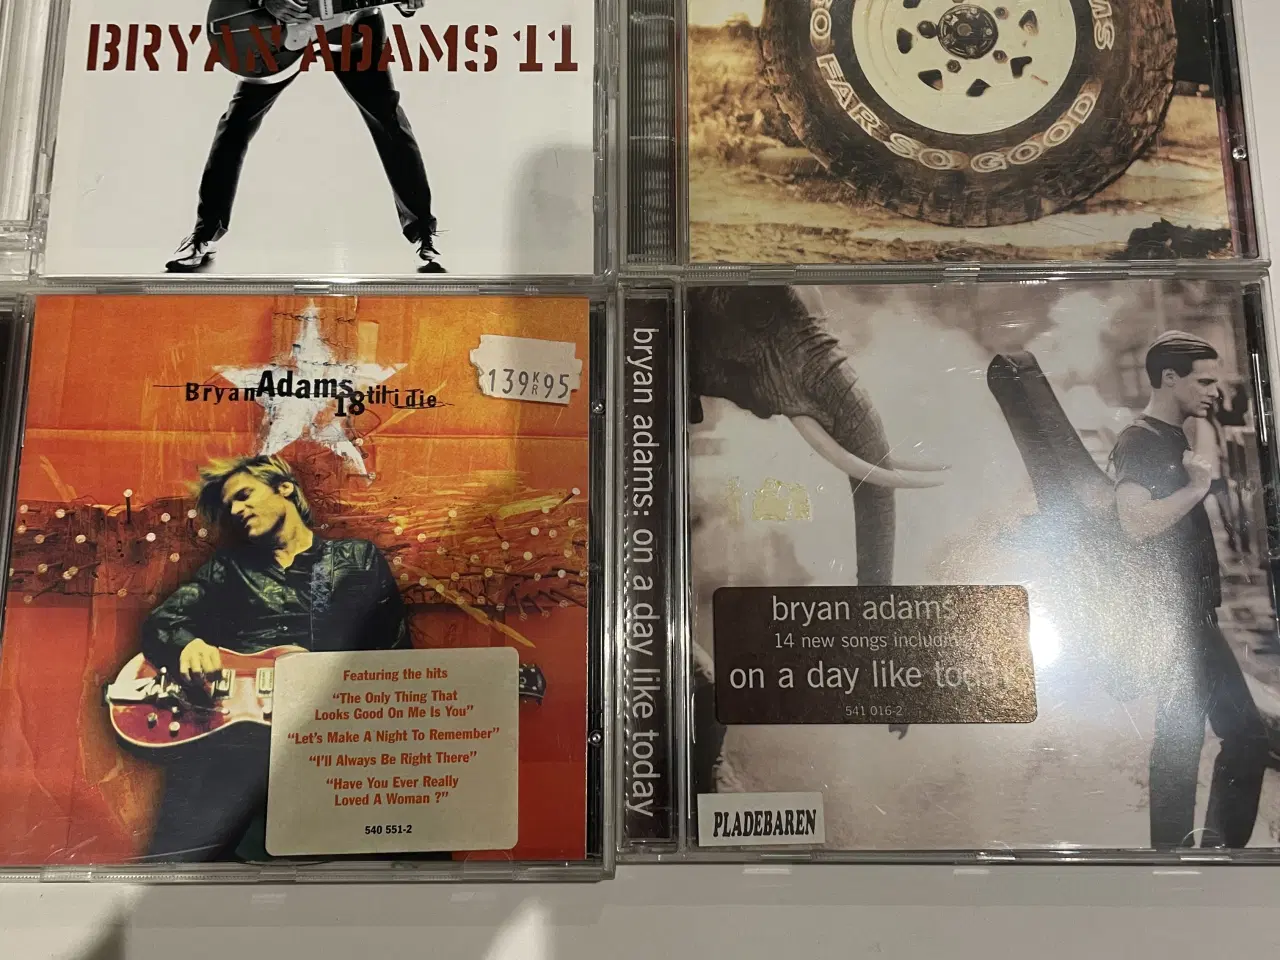 BRYAN ADAMS 11
SO FAR SO GOOD
Bryan Adams
18 til i die
139 KR 95
Featuring the hits
"The Only Thing That
Looks Good On Me Is You"
"Let's Make A Night To Remember"
"I'll Always Be Right There"
"Have You Ever Really
Loved A Woman ?"
540 551-2
bryan adams: on a day like today
bryan adams
14 new songs including
on a day like today
541 016-2
PLADEBAREN